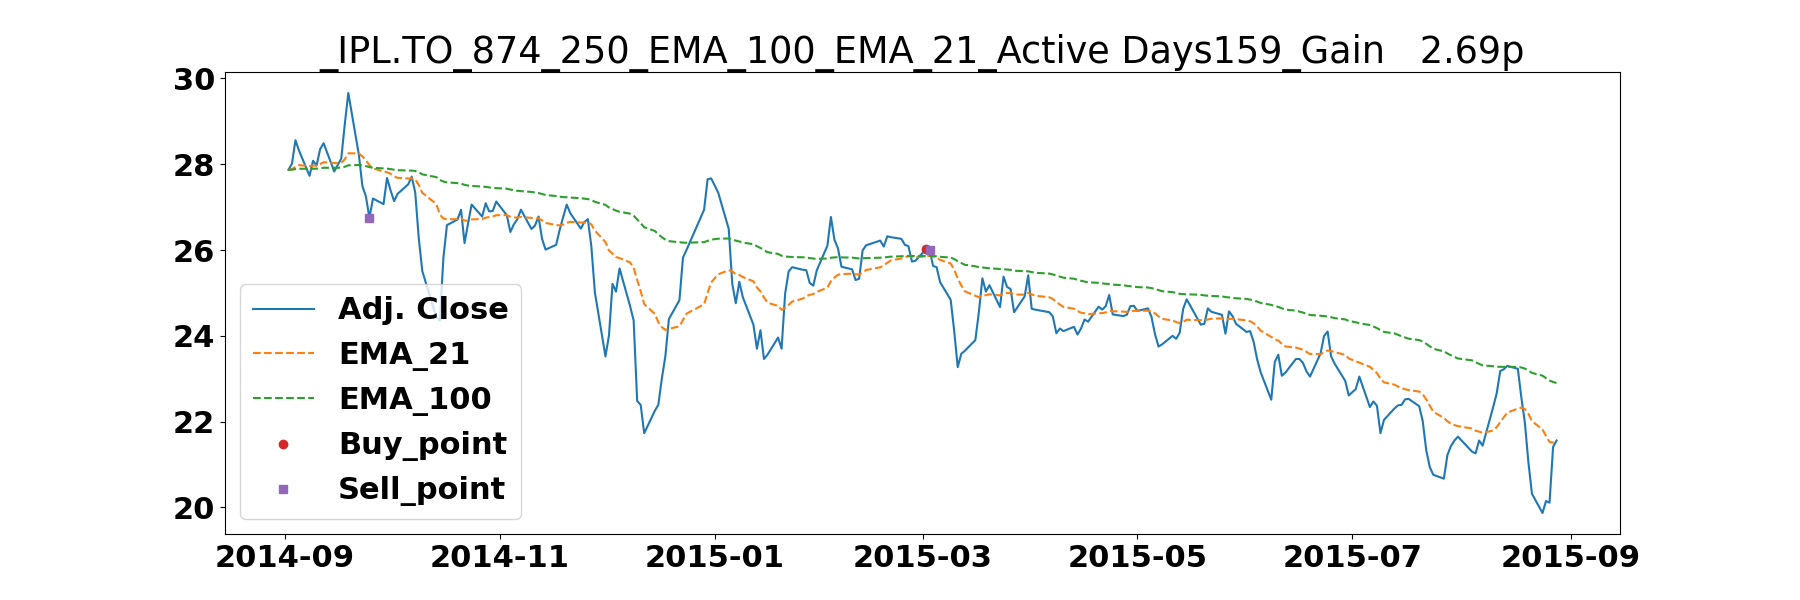 _IPL.TO_874_250_EMA_100_EMA_21_Active Days159_Gain   2.69p
30
28
26
24
22
20
Adj. Close
EMA_21
EMA_100
Buy_point
Sell_point
2014-09 2014-11 2015-01 2015-03 2015-05 2015-07 2015-09